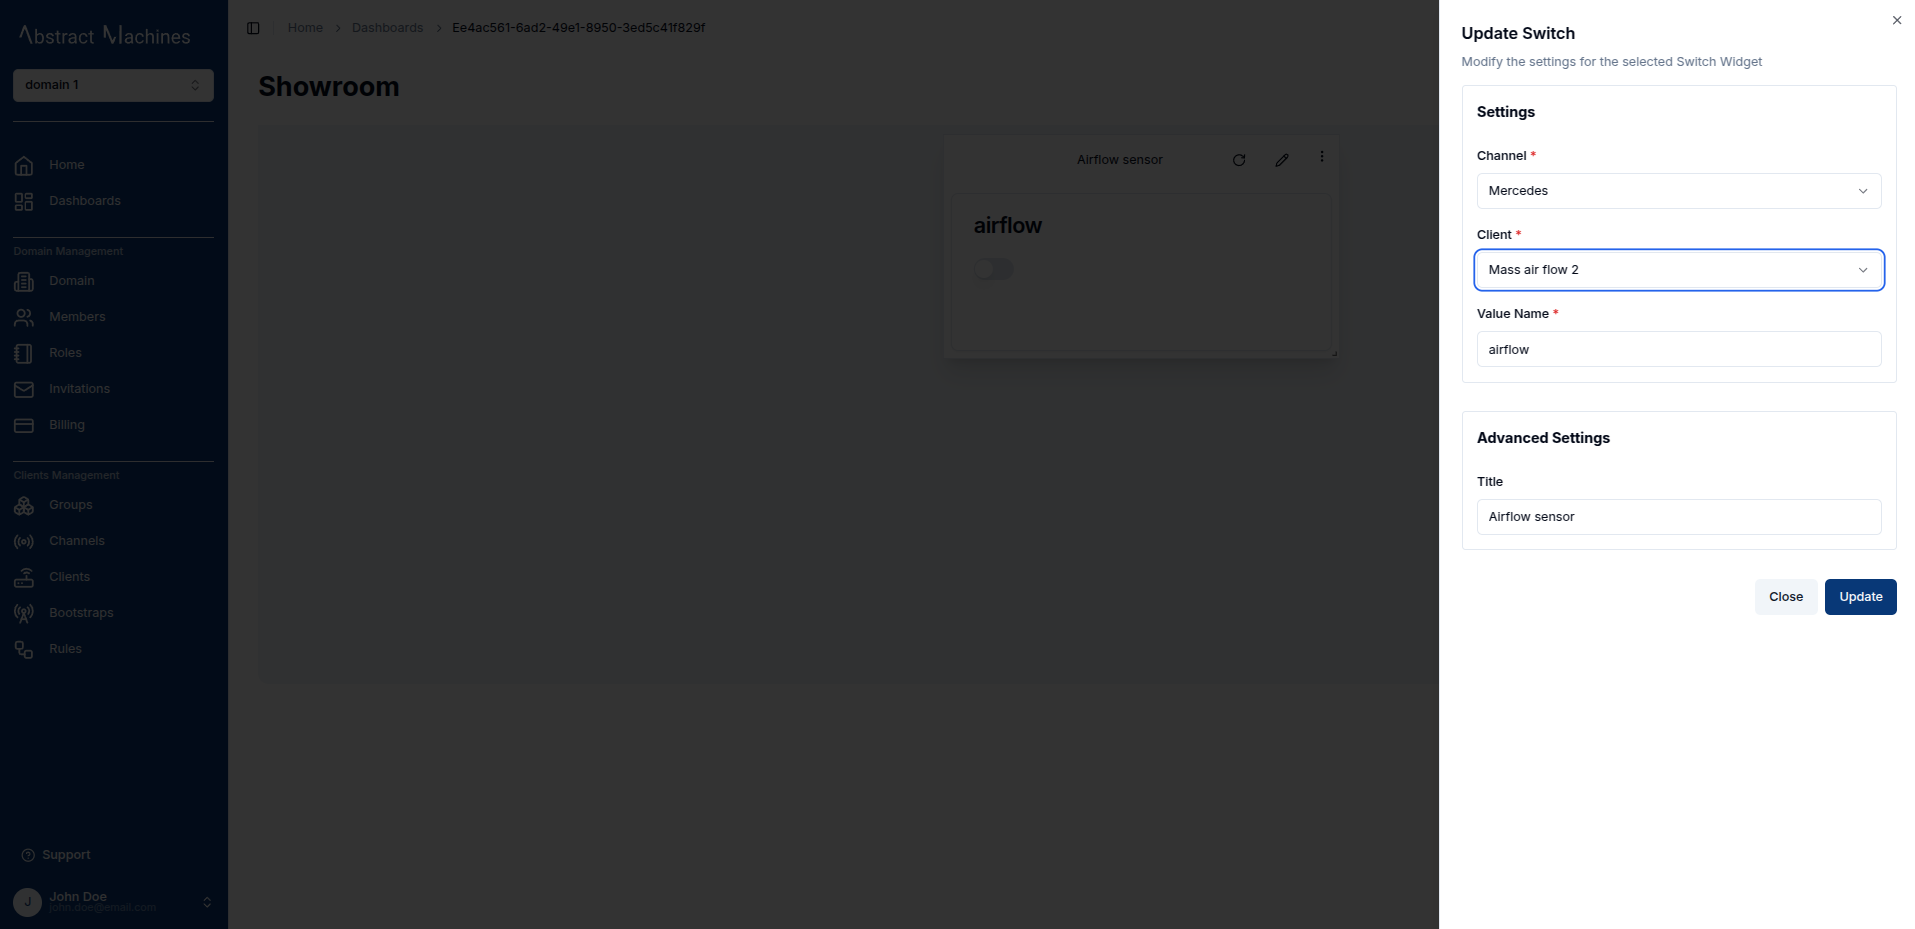 Abstract Machines
domain 1
Home
Dashboards
Domain Management
Domain
Members
Roles
Invitations
Billing
Clients Management
Groups
Channels
Clients
Bootstraps
Rules
Support
J
John Doe
john.doe@email.com
Home > Dashboards > Ee4ac561-6ad2-49e1-8950-3ed5c41f829f
Showroom
Airflow sensor
airflow
Update Switch
Modify the settings for the selected Switch Widget
Settings
Channel *
Mercedes
Client *
Mass air flow 2
Value Name *
airflow
Advanced Settings
Title
Airflow sensor
Close
Update